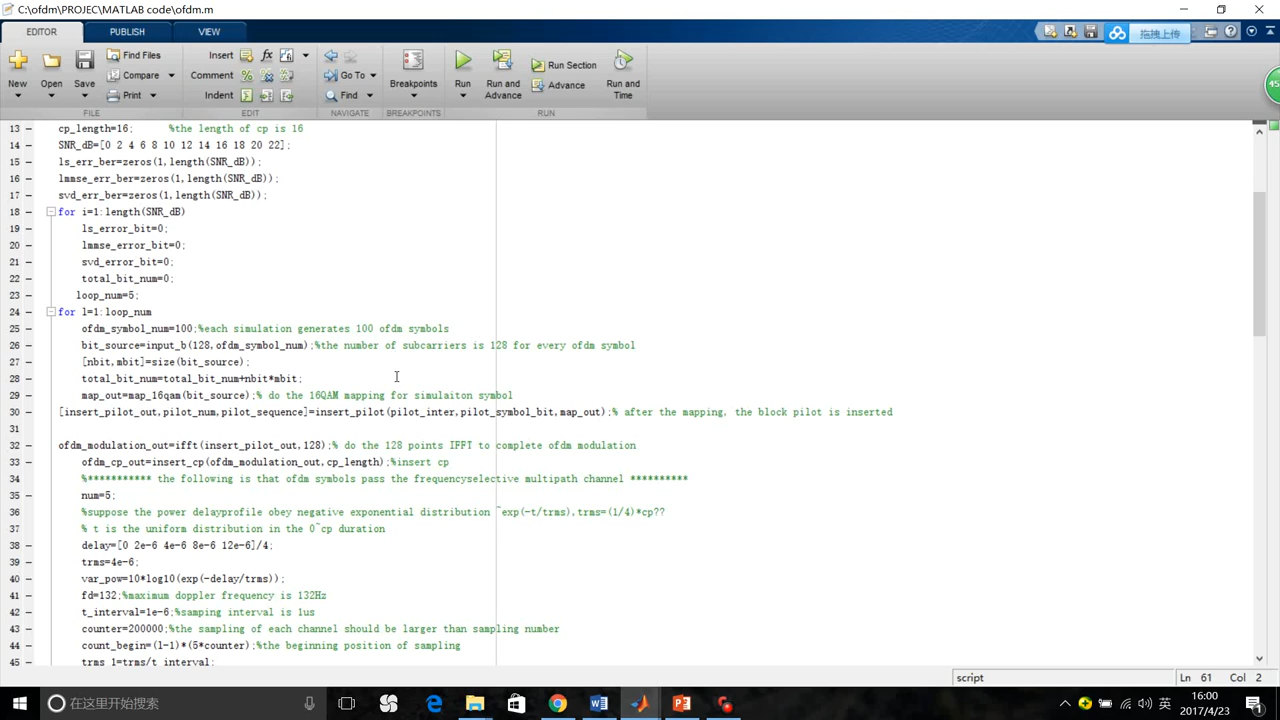 C:\ofdm\PROJEC\MATLAB code\ofdm.m
EDITOR PUBLISH VIEW
拖拽上传
Find Files Insert fx
Compare Comment Go To
Print Indent Find
New Open Save Breakpoints Run Run and Advance Run Section Advance Run and Time
FILE EDIT NAVIGATE BREAKPOINTS RUN
45
13 – cp_length=16; %the length of cp is 16
14 – SNR_dB=[0 2 4 6 8 10 12 14 16 18 20 22];
15 – ls_err_ber=zeros(1,length(SNR_dB));
16 – lmmse_err_ber=zeros(1,length(SNR_dB));
17 – svd_err_ber=zeros(1,length(SNR_dB));
18 – for i=1:length(SNR_dB)
19 – ls_error_bit=0;
20 – lmmse_error_bit=0;
21 – svd_error_bit=0;
22 – total_bit_num=0;
23 – loop_num=5;
24 – for l=1:loop_num
25 – ofdm_symbol_num=100;%each simulation generates 100 ofdm symbols
26 – bit_source=input_b(128,ofdm_symbol_num);%the number of subcarriers is 128 for every ofdm symbol
27 – [nbit,mbit]=size(bit_source);
28 – total_bit_num=total_bit_num+nbit*mbit;
29 – map_out=map_16qam(bit_source);% do the 16QAM mapping for simulaiton symbol
30 – [insert_pilot_out,pilot_num,pilot_sequence]=insert_pilot(pilot_inter,pilot_symbol_bit,map_out);% after the mapping, the block pilot is inserted
31
32 – ofdm_modulation_out=ifft(insert_pilot_out,128);% do the 128 points IFFT to complete ofdm modulation
33 – ofdm_cp_out=insert_cp(ofdm_modulation_out,cp_length);%insert cp
34 %*********** the following is that ofdm symbols pass the frequencyselective multipath channel **********
35 – num=5;
36 %suppose the power delayprofile obey negative exponential distribution ~exp(-t/trms),trms=(1/4)*cp??
37 % t is the uniform distribution in the 0~cp duration
38 – delay=[0 2e-6 4e-6 8e-6 12e-6]/4;
39 – trms=4e-6;
40 – var_pow=10*log10(exp(-delay/trms));
41 – fd=132;%maximum doppler frequency is 132Hz
42 – t_interval=1e-6;%samping interval is 1us
43 – counter=200000;%the sampling of each channel should be larger than sampling number
44 – count_begin=(l-1)*(5*counter);%the beginning position of sampling
45 – trms_1=trms/t_interval;
script Ln 61 Col 2
在这里开始搜索 英 16:00
2017/4/23